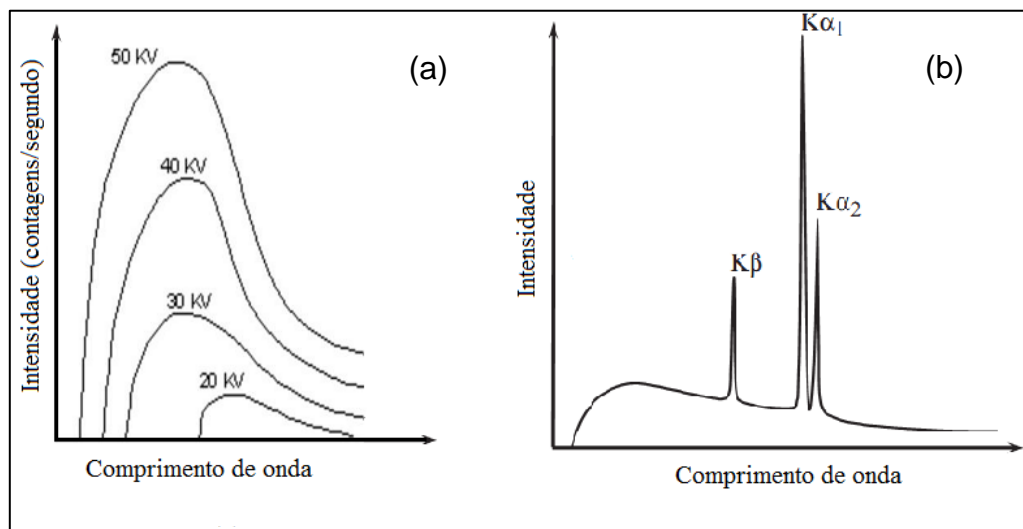 Intensidade (contagens/segundo)
50 KV
40 KV
30 KV
20 KV
(a)
Comprimento de onda
Intensidade
Kα1
(b)
Kα2
Kβ
Comprimento de onda